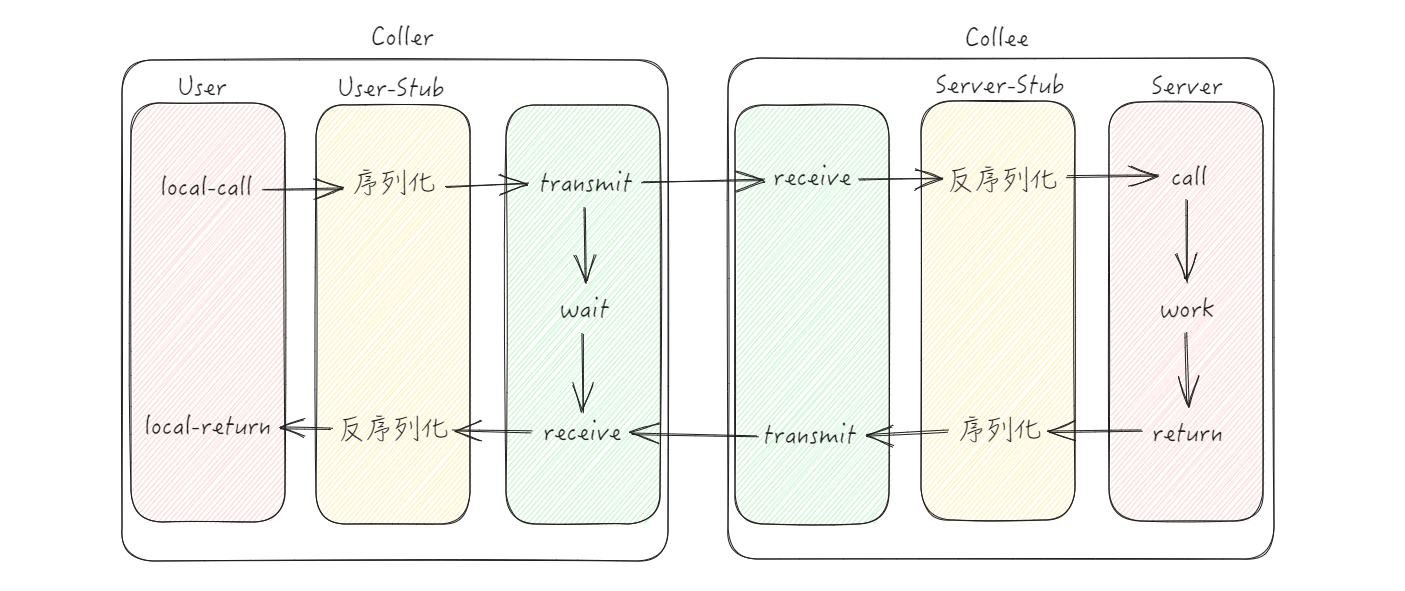 Coller
Collee
User
User-Stub
Server-Stub
Server
local-call
序列化
transmit
receive
反序列化
call
wait
work
local-return
反序列化
receive
transmit
序列化
return